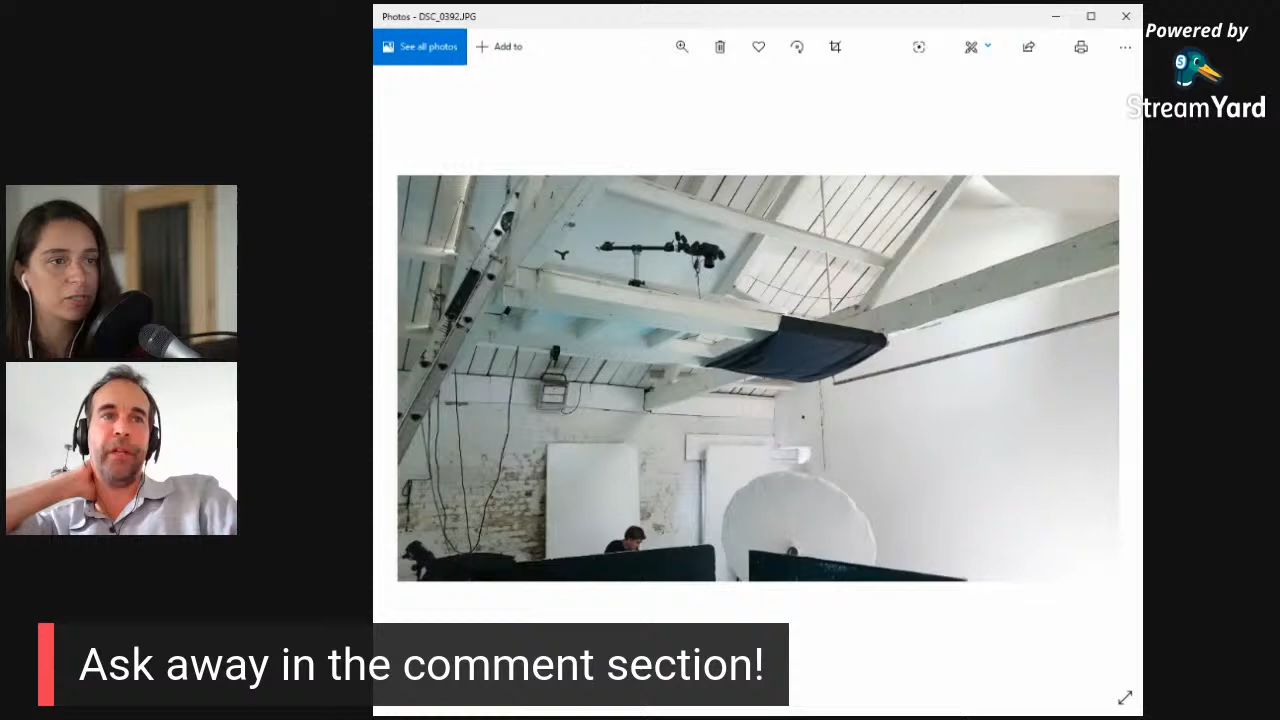 Photos - DSC_0392.JPG
See all photos
Add to
Powered by
S
StreamYard
Ask away in the comment section!